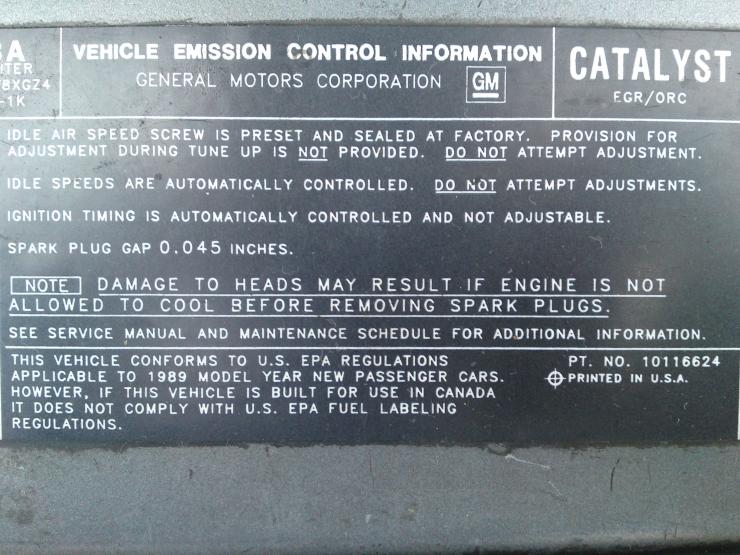 A
VEHICLE EMISSION CONTROL INFORMATION
GENERAL MOTORS CORPORATION GM
CATALYST
EGR/ORC
8XGZ4
-1K
IDLE AIR SPEED SCREW IS PRESET AND SEALED AT FACTORY. PROVISION FOR
ADJUSTMENT DURING TUNE UP IS NOT PROVIDED. DO NOT ATTEMPT ADJUSTMENT.
IDLE SPEEDS ARE AUTOMATICALLY CONTROLLED. DO NOT ATTEMPT ADJUSTMENTS.
IGNITION TIMING IS AUTOMATICALLY CONTROLLED AND NOT ADJUSTABLE.
SPARK PLUG GAP 0.045 INCHES.
NOTE DAMAGE TO HEADS MAY RESULT IF ENGINE IS NOT
ALLOWED TO COOL BEFORE REMOVING SPARK PLUGS.
SEE SERVICE MANUAL AND MAINTENANCE SCHEDULE FOR ADDITIONAL INFORMATION.
THIS VEHICLE CONFORMS TO U.S. EPA REGULATIONS
APPLICABLE TO 1989 MODEL YEAR NEW PASSENGER CARS.
HOWEVER, IF THIS VEHICLE IS BUILT FOR USE IN CANADA
IT DOES NOT COMPLY WITH U.S. EPA FUEL LABELING
REGULATIONS.
PT. NO. 10116624
PRINTED IN U.S.A.